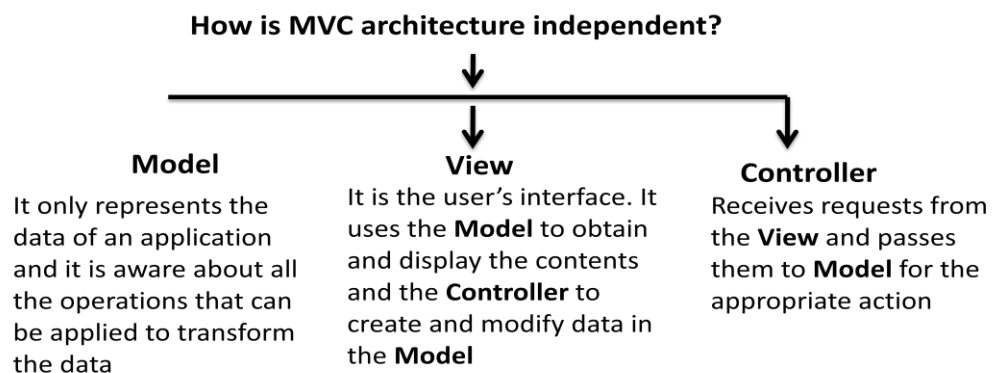 How is MVC architecture independent?
Model
It only represents the
data of an application
and it is aware about all
the operations that can
be applied to transform
the data
View
It is the user's interface. It
uses the Model to obtain
and display the contents
and the Controller to
create and modify data in
the Model
Controller
Receives requests from
the View and passes
them to Model for the
appropriate action